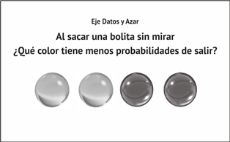 Eje Datos y Azar
Al sacar una bolita sin mirar
¿Qué color tiene menos probabilidades de salir?